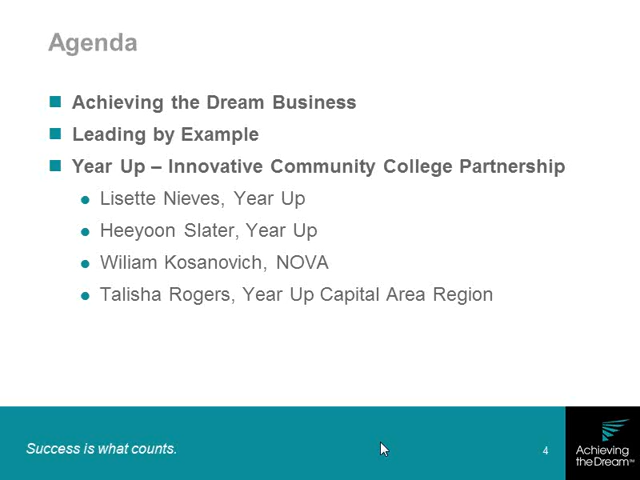 Agenda
Achieving the Dream Business
Leading by Example
Year Up – Innovative Community College Partnership
Lisette Nieves, Year Up
Heeyoon Slater, Year Up
Wiliam Kosanovich, NOVA
Talisha Rogers, Year Up Capital Area Region
Success is what counts.
4
Achieving
the Dream™